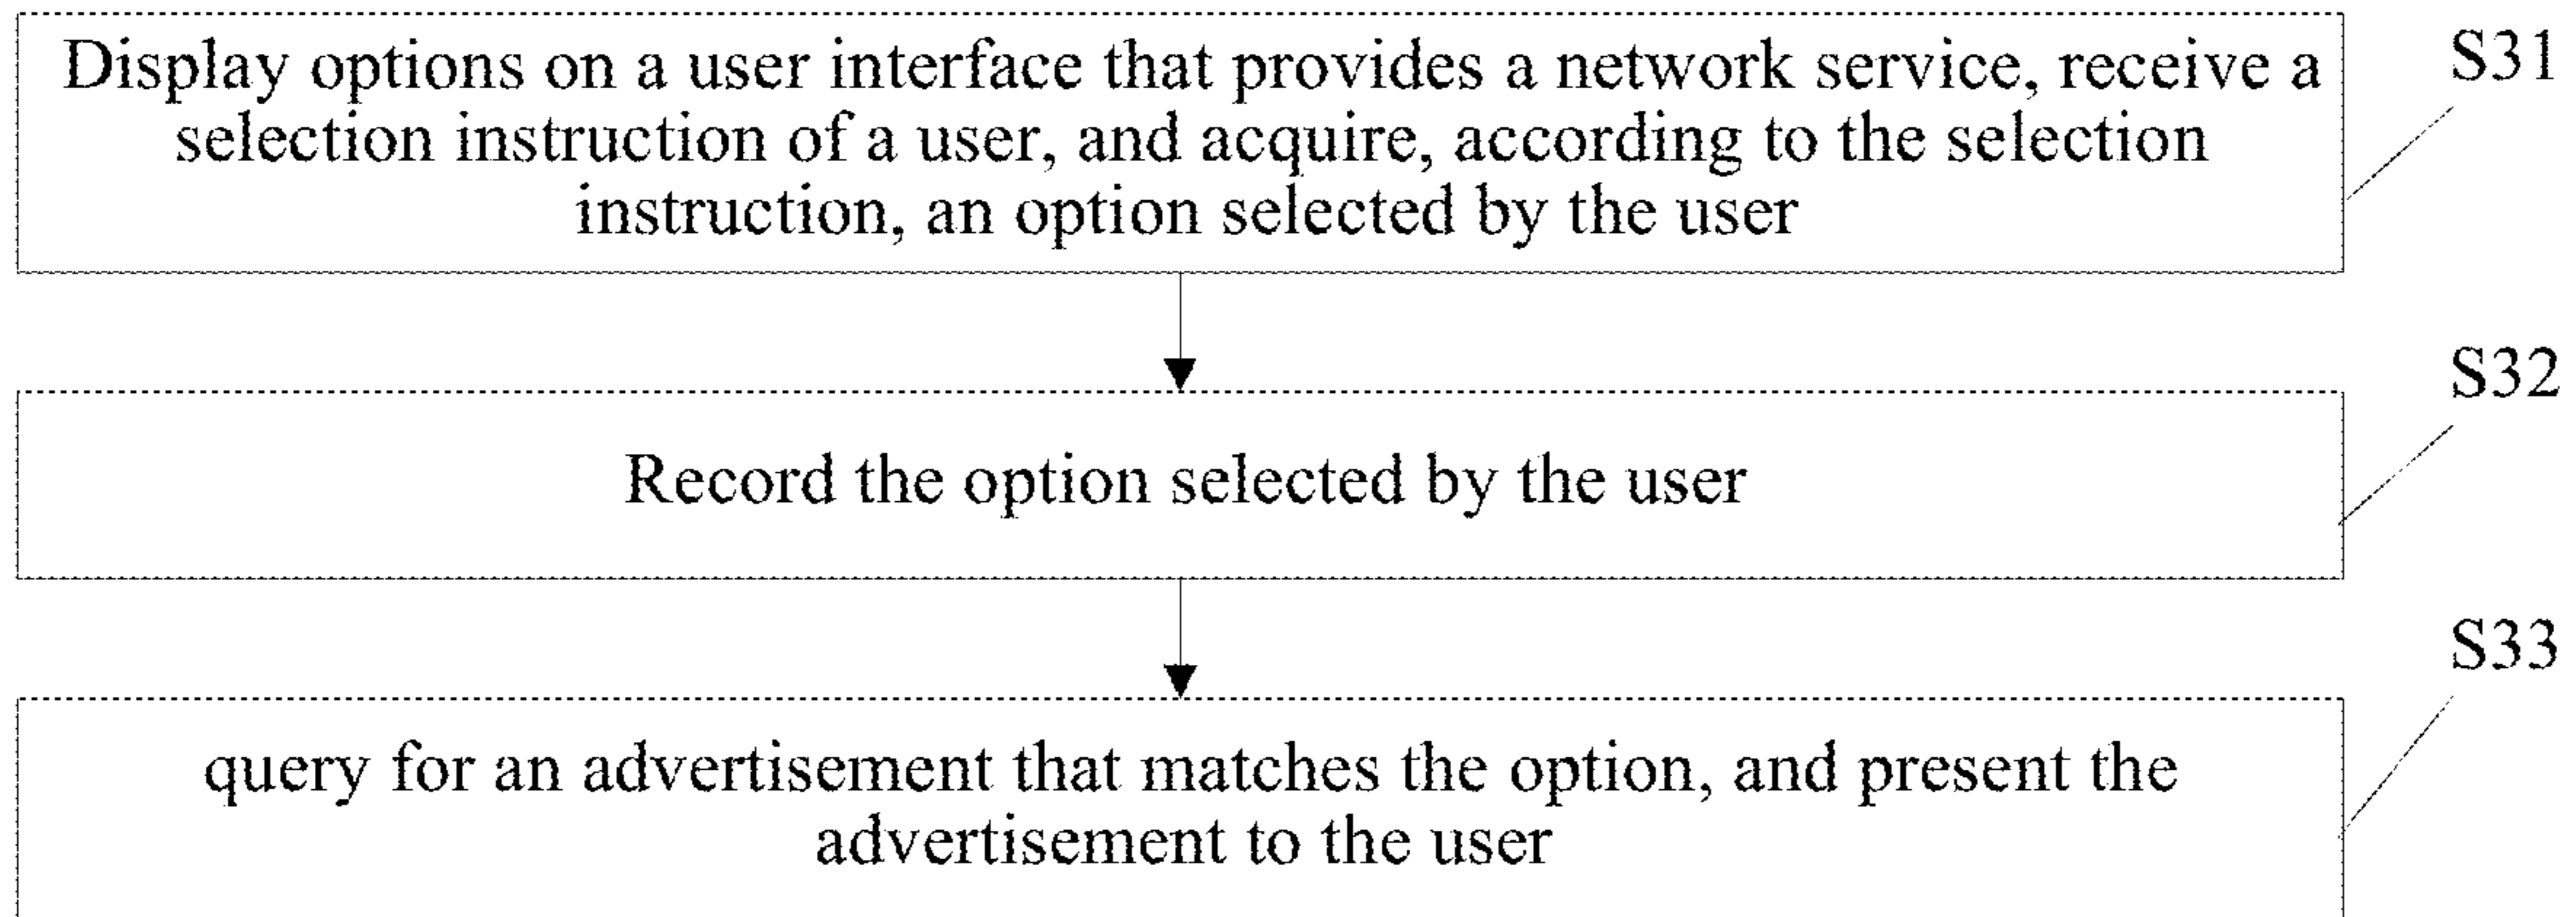 Display options on a user interface that provides a network service, receive a
selection instruction of a user, and acquire, according to the selection
instruction, an option selected by the user
S31
Record the option selected by the user
S32
query for an advertisement that matches the option, and present the
advertisement to the user
S33